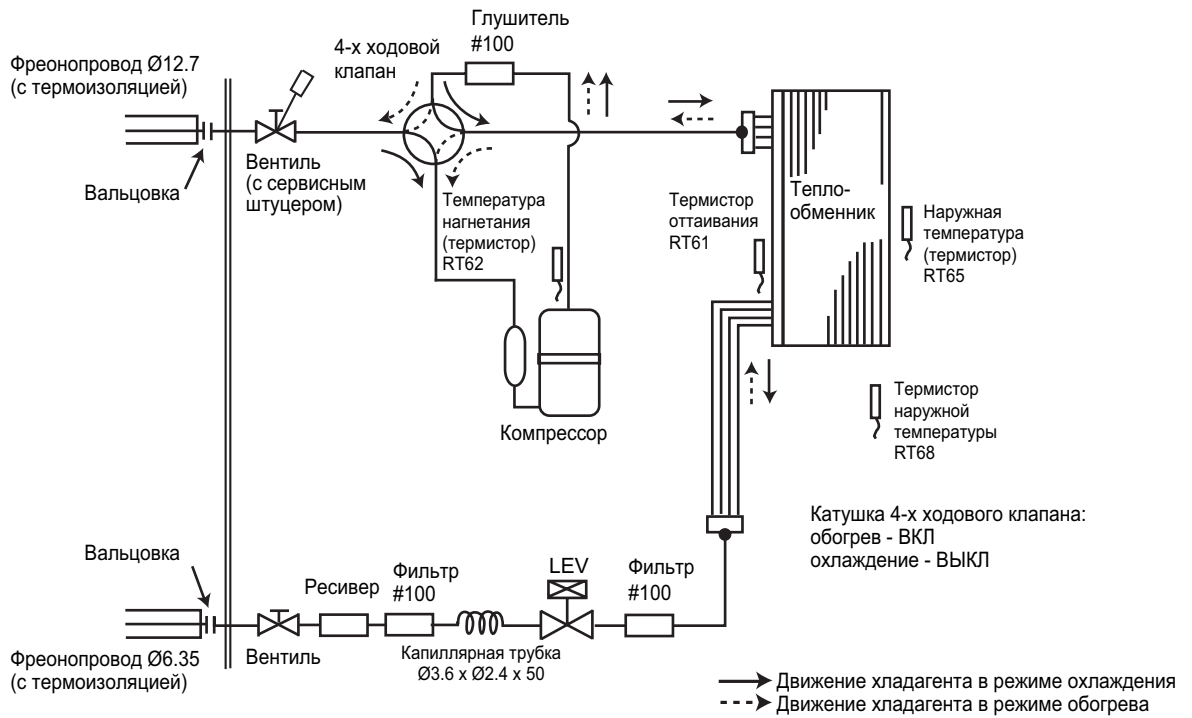 Глушитель
#100
4-х ходовой
клапан
Фреонопровод Ø12.7
(с термоизоляцией)
Вальцовка
Вентиль
(с сервисным
штуцером)
Температура
нагнетания
(термистор)
RT62
Термистор
оттаивания
RT61
Тепло-
обменник
Наружная
температура
(термистор)
RT65
Компрессор
Термистор
наружной
температуры
RT68
Катушка 4-х ходового клапана:
обогрев - ВКЛ
охлаждение - ВЫКЛ
Вальцовка
Ресивер
Фильтр
#100
LEV
Фильтр
#100
Фреонопровод Ø6.35
(с термоизоляцией)
Вентиль
Капиллярная трубка
Ø3.6 x Ø2.4 x 50
Движение хладагента в режиме охлаждения
Движение хладагента в режиме обогрева